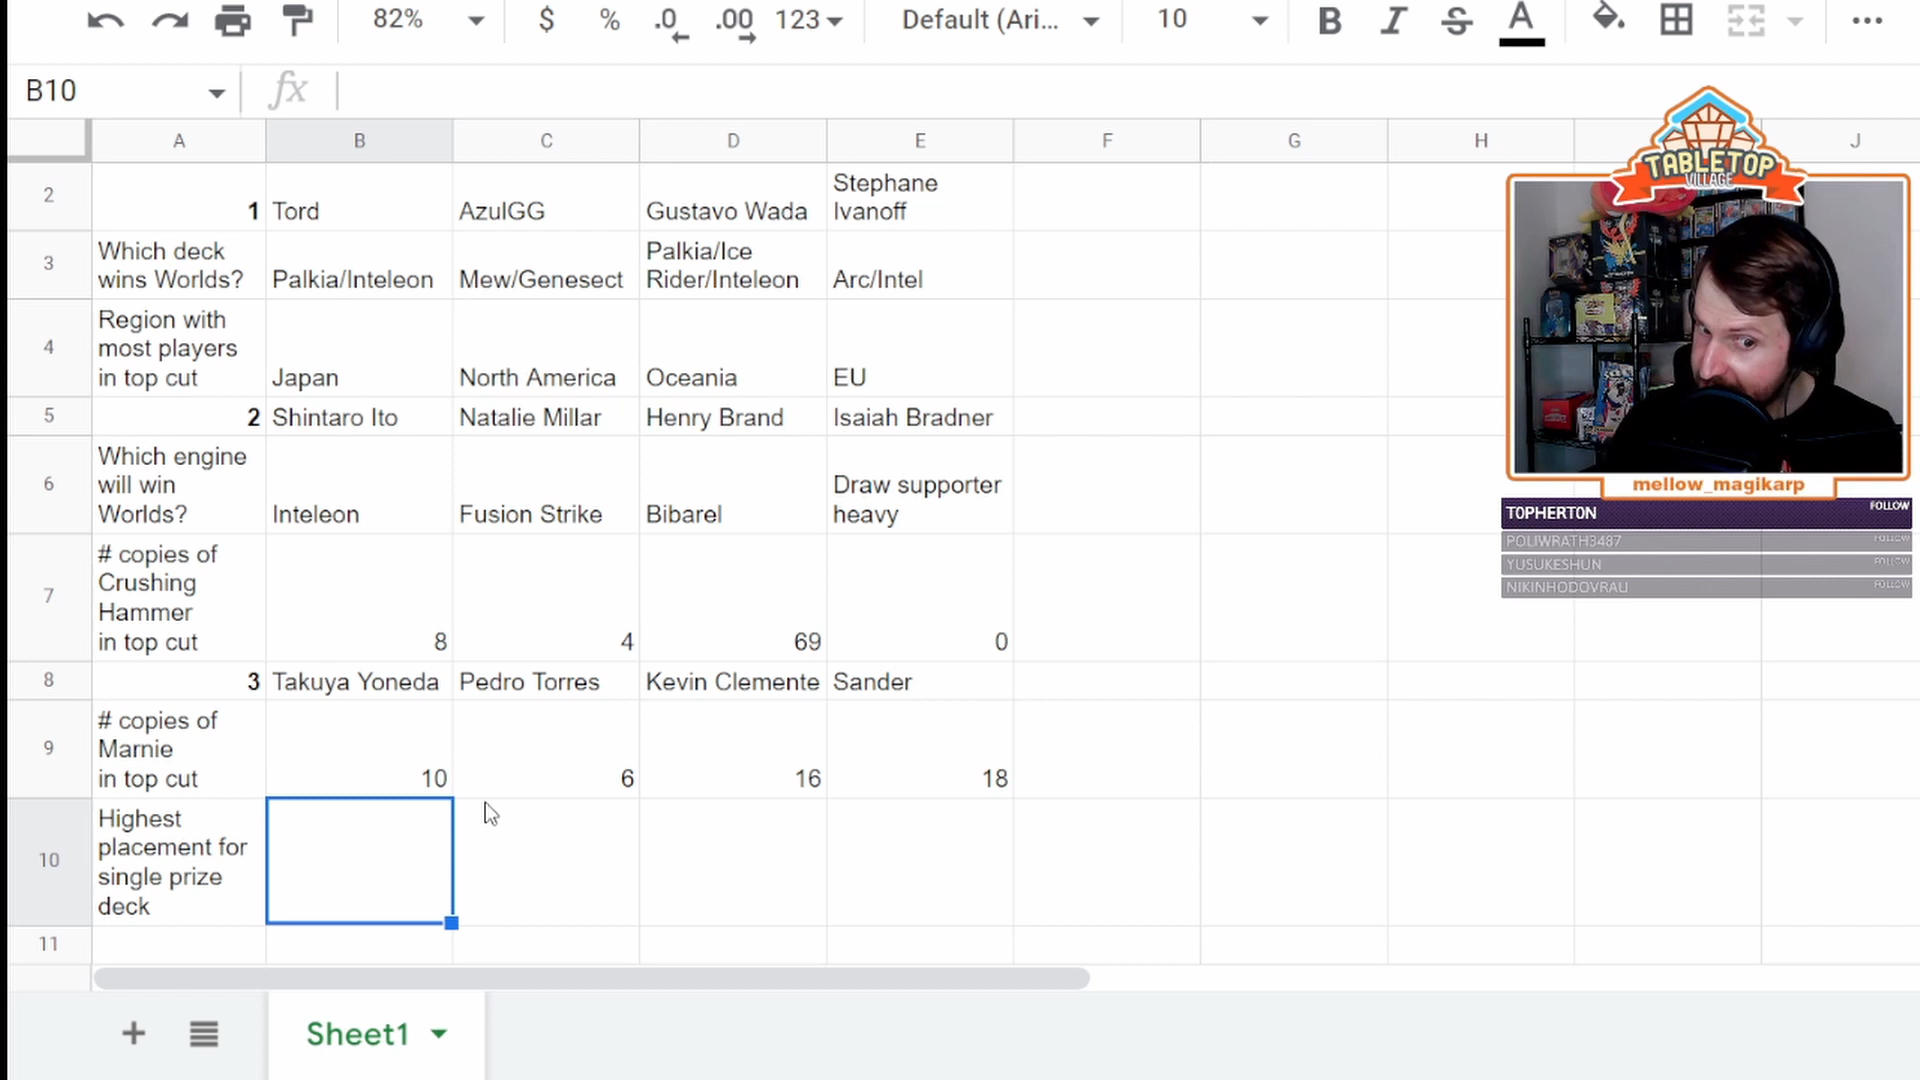 82%
$
%
.0
.00
123
Default (Ari...
10
B
I
S
A
B10
fx
A
B
C
D
E
F
G
H
J
2
1
Tord
AzulGG
Gustavo Wada
Stephane
Ivanoff
3
Which deck
wins Worlds?
Palkia/Inteleon
Mew/Genesect
Palkia/Ice
Rider/Inteleon
Arc/Intel
4
Region with
most players
in top cut
Japan
North America
Oceania
EU
5
2
Shintaro Ito
Natalie Millar
Henry Brand
Isaiah Bradner
6
Which engine
will win
Worlds?
Inteleon
Fusion Strike
Bibarel
Draw supporter
heavy
7
# copies of
Crushing
Hammer
in top cut
8
4
69
0
8
3
Takuya Yoneda
Pedro Torres
Kevin Clemente
Sander
9
# copies of
Marnie
in top cut
10
6
16
18
10
Highest
placement for
single prize
deck
11
Sheet1
TABLETOP
VILLAGE
mellow_magikarp
TOPHERTON FOLLOW
POLIWRATH3487 FOLLOW
YUSUKESHUN FOLLOW
NIKINHODOVRAU FOLLOW